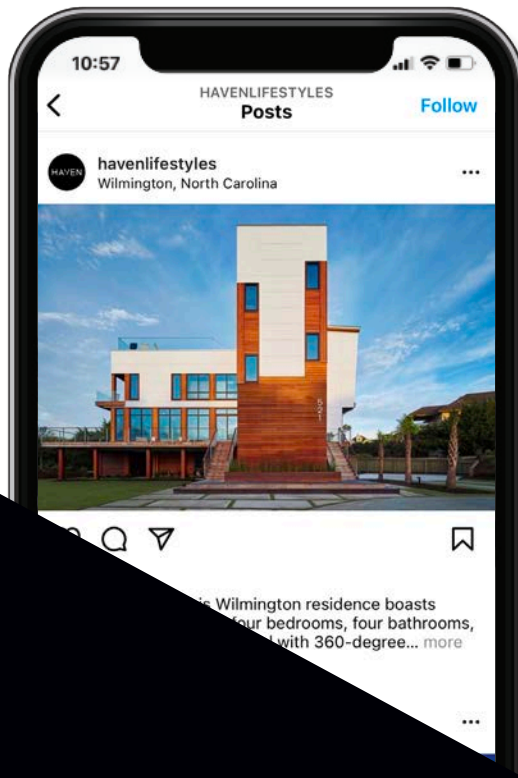 10:57
HAVENLIFESTYLES
Posts
Follow
HAVEN
havenlifestyles
Wilmington, North Carolina
521
Wilmington residence boasts
four bedrooms, four bathrooms,
with 360-degree... more